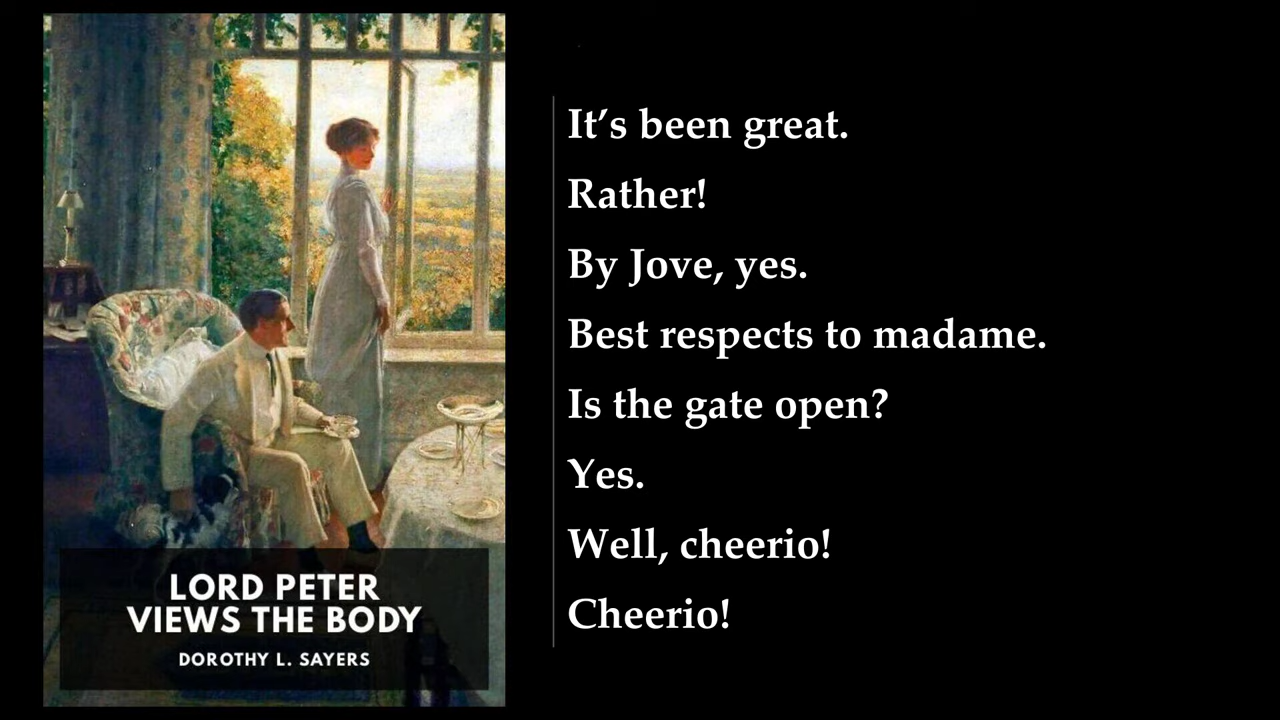 LORD PETER
VIEWS THE BODY
DOROTHY L. SAYERS
It’s been great.
Rather!
By Jove, yes.
Best respects to madame.
Is the gate open?
Yes.
Well, cheerio!
Cheerio!